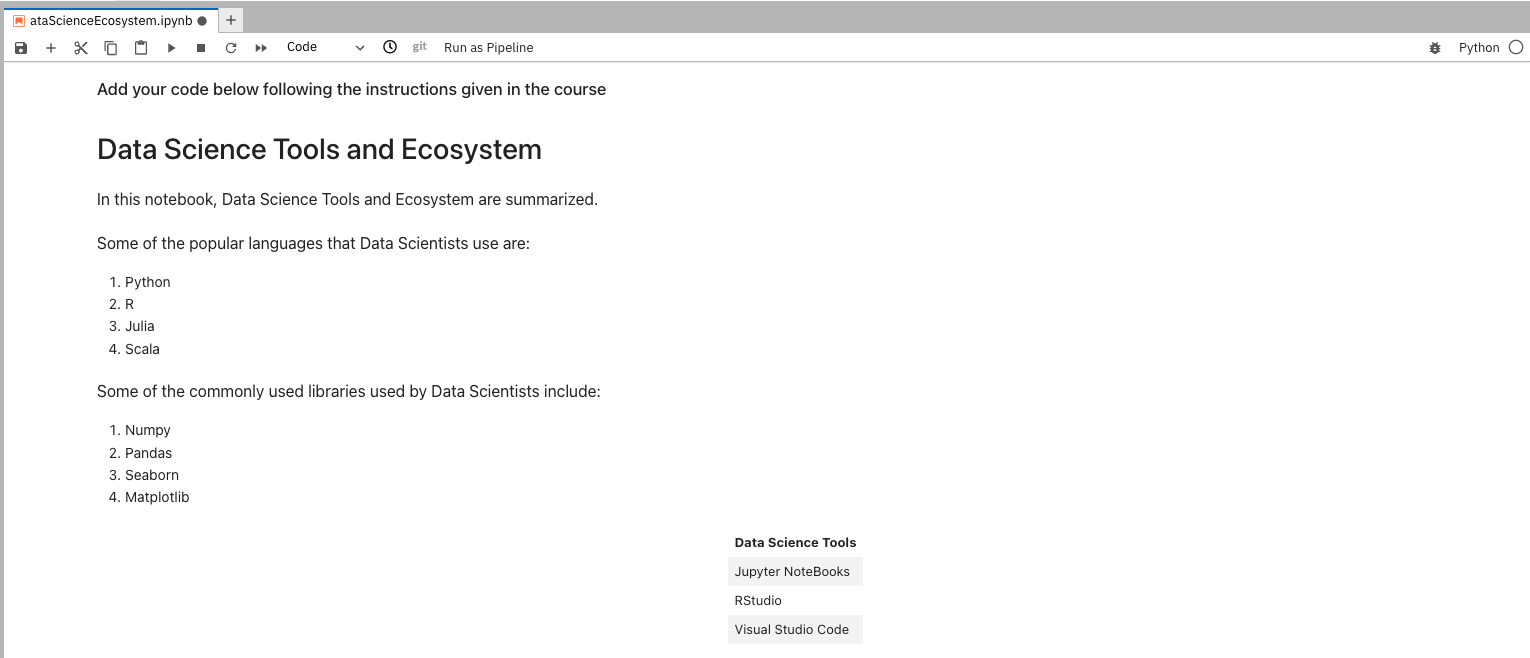 ataScienceEcosystem.ipynb
Code git Run as Pipeline Python
Add your code below following the instructions given in the course
Data Science Tools and Ecosystem
In this notebook, Data Science Tools and Ecosystem are summarized.
Some of the popular languages that Data Scientists use are:
1. Python
2. R
3. Julia
4. Scala
Some of the commonly used libraries used by Data Scientists include:
1. Numpy
2. Pandas
3. Seaborn
4. Matplotlib
Data Science Tools
Jupyter NoteBooks
RStudio
Visual Studio Code